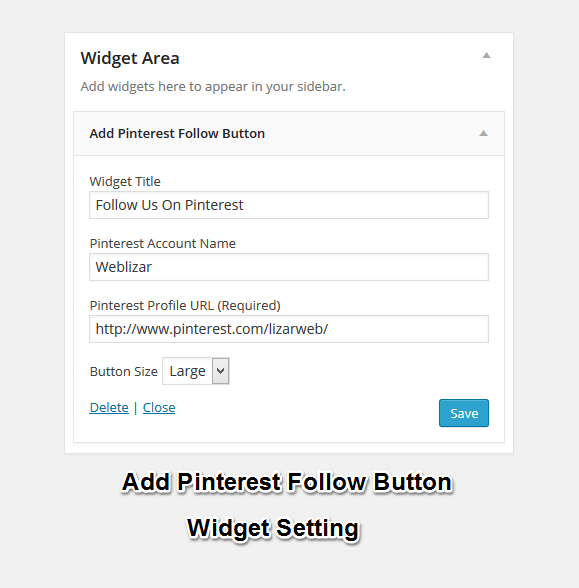 Widget Area
Add widgets here to appear in your sidebar.
Add Pinterest Follow Button
Widget Title
Follow Us On Pinterest
Pinterest Account Name
Weblizar
Pinterest Profile URL (Required)
http://www.pinterest.com/lizarweb/
Button Size Large
Delete | Close Save
Add Pinterest Follow Button
Widget Setting